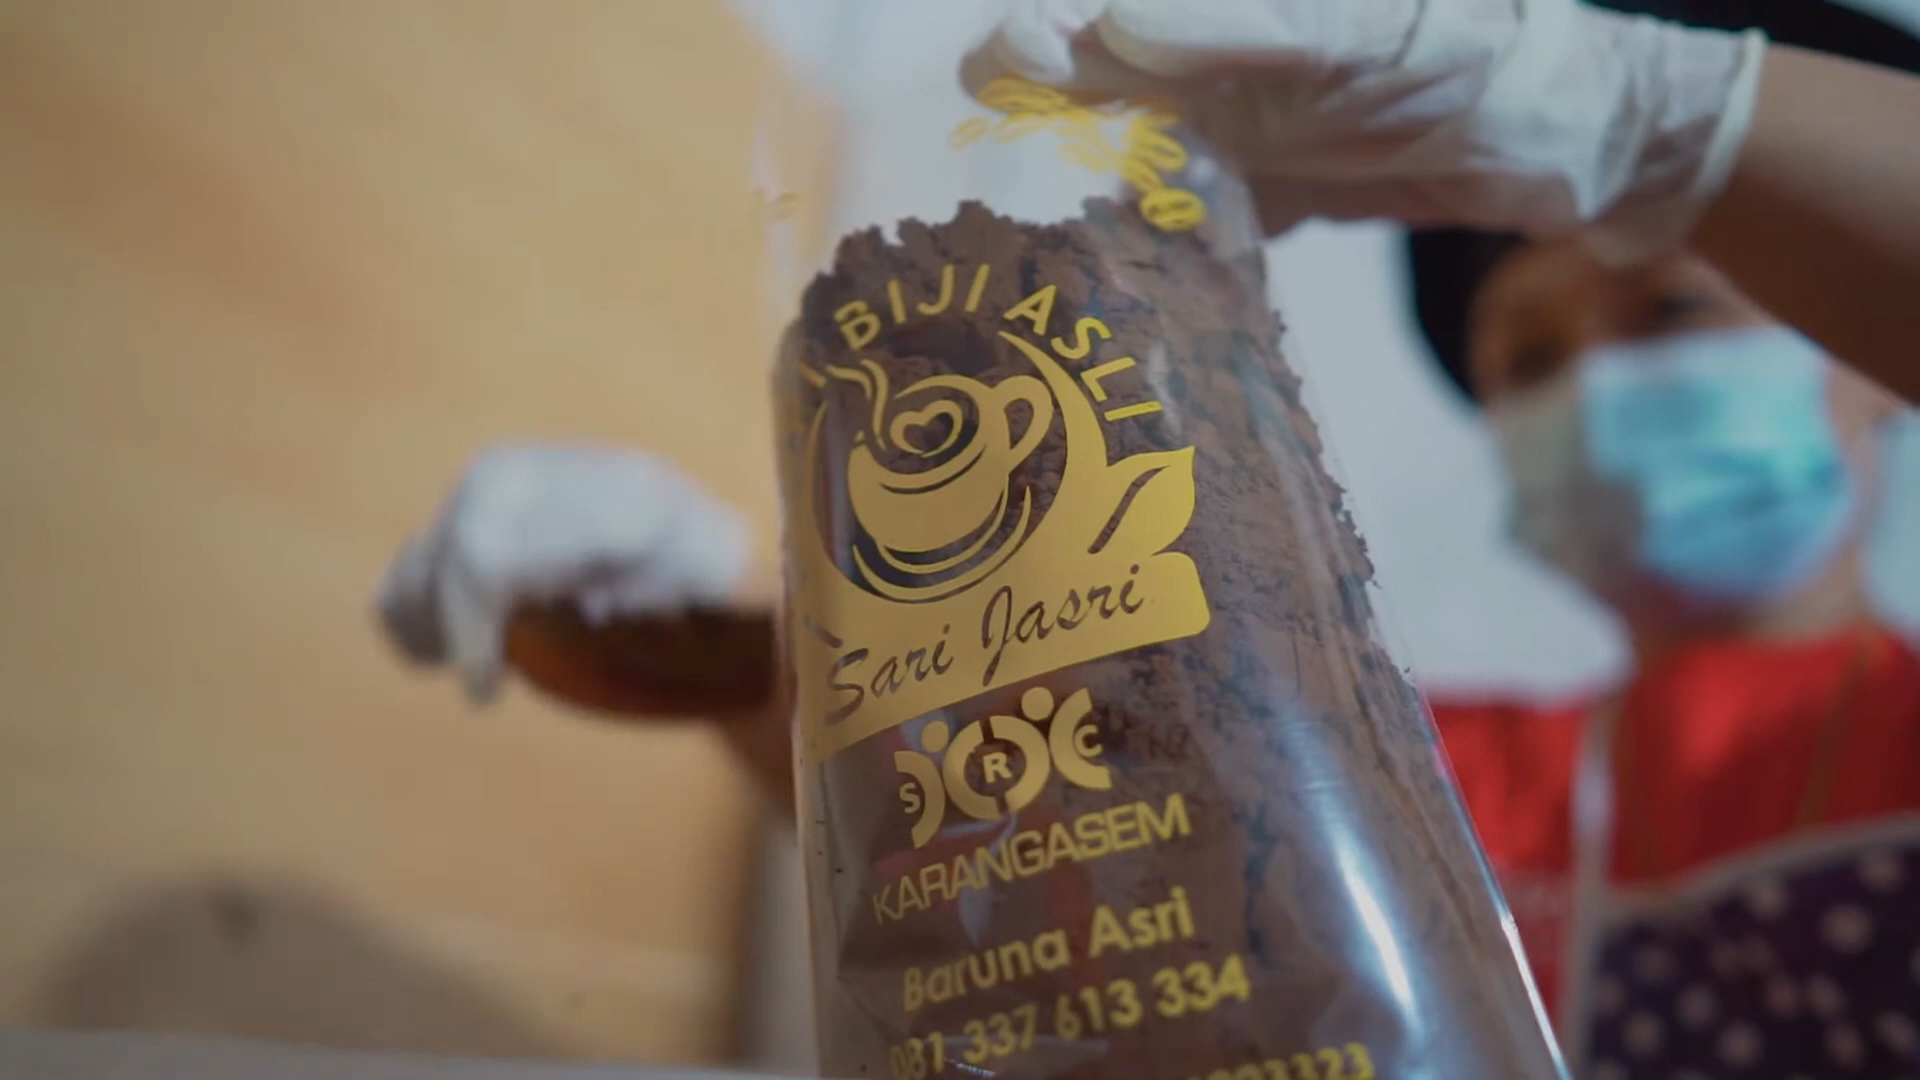 BIJI ASLI
Sari Jasri
S R C
KARANGASEM
Baruna Asri
081 337 613 334